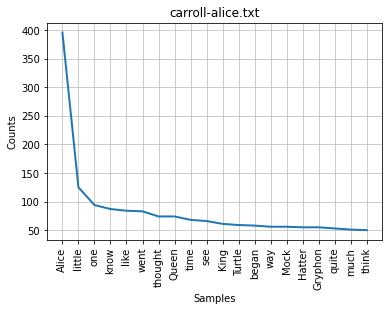 carroll-alice.txt
Counts
400
350
300
250
200
150
100
50
Alice
little
one
know
like
went
thought
Queen
time
see
King
Turtle
began
way
Mock
Hatter
Gryphon
quite
much
think
Samples